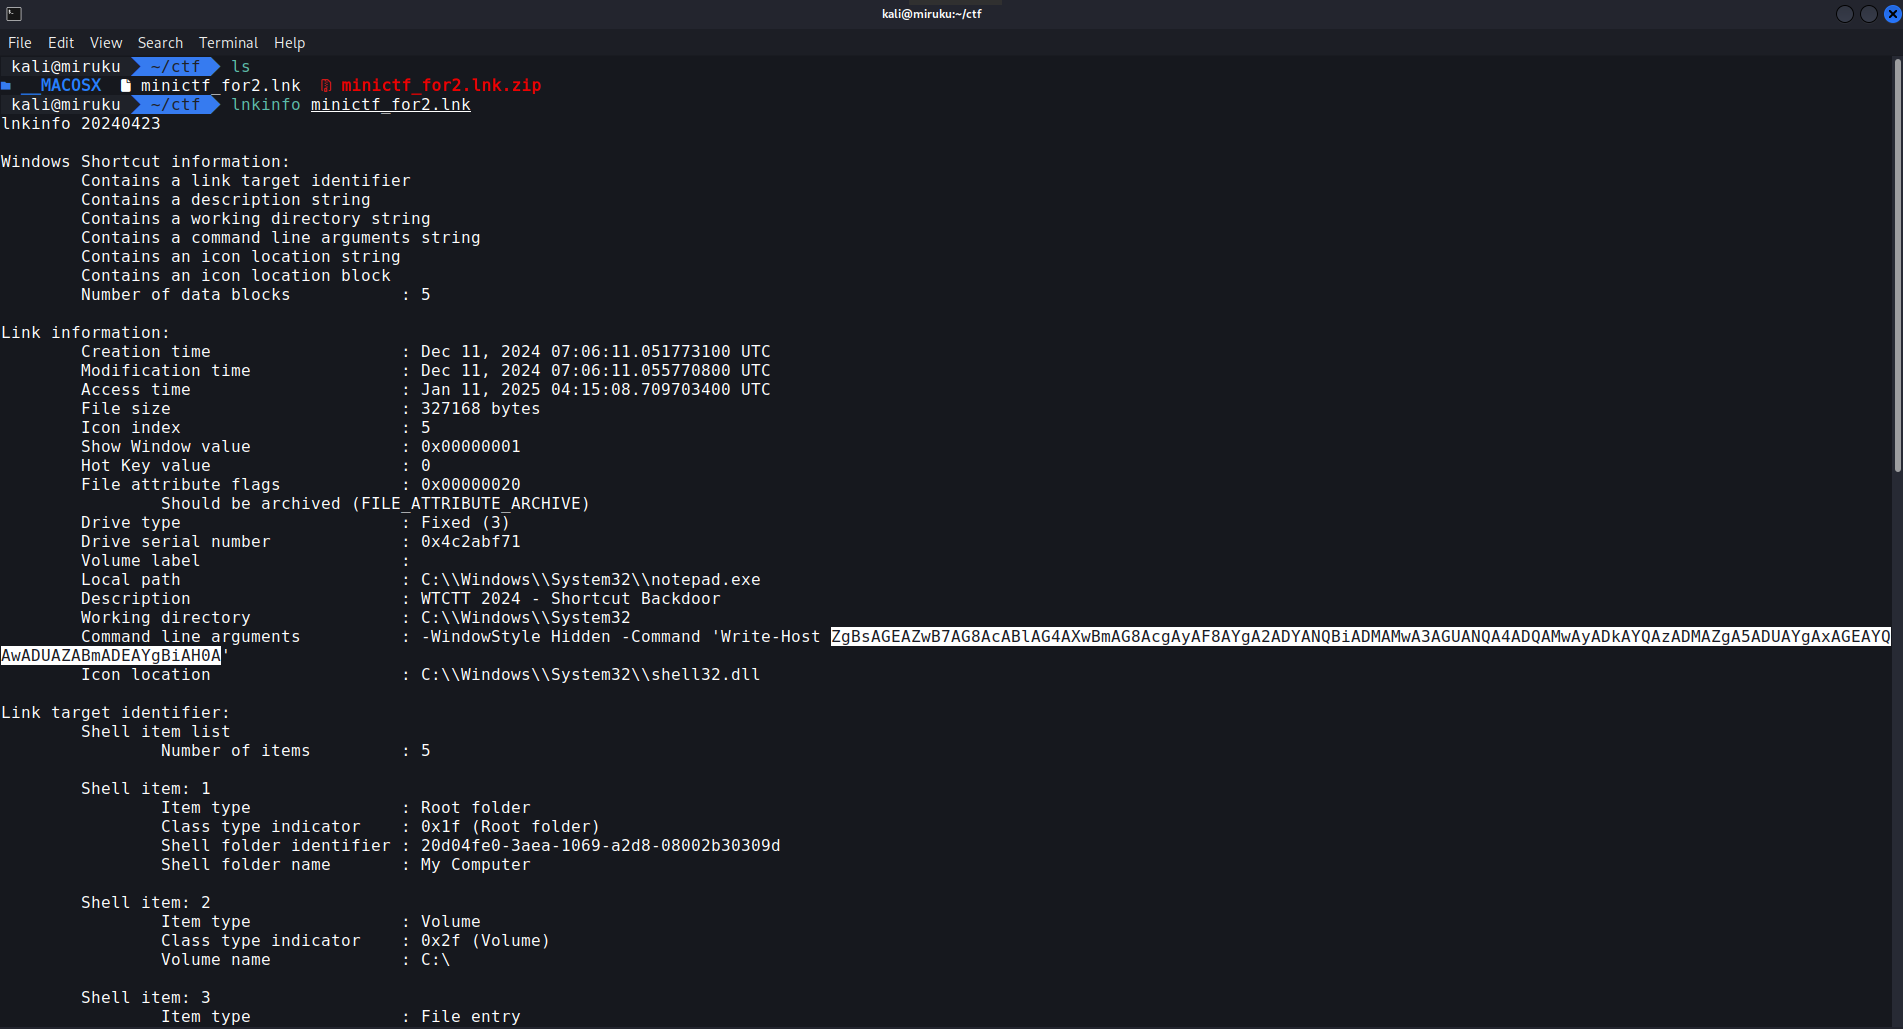 kali@miruku:~/ctf
File Edit View Search Terminal Help
kali@miruku ~/ctf ls
__MACOSX minictf_for2.lnk minictf_for2.lnk.zip
kali@miruku ~/ctf lnkinfo minictf_for2.lnk
lnkinfo 20240423
Windows Shortcut information:
Contains a link target identifier
Contains a description string
Contains a working directory string
Contains a command line arguments string
Contains an icon location string
Contains an icon location block
Number of data blocks : 5
Link information:
Creation time : Dec 11, 2024 07:06:11.051773100 UTC
Modification time : Dec 11, 2024 07:06:11.055770800 UTC
Access time : Jan 11, 2025 04:15:08.709703400 UTC
File size : 327168 bytes
Icon index : 5
Show Window value : 0x00000001
Hot Key value : 0
File attribute flags : 0x00000020
Should be archived (FILE_ATTRIBUTE_ARCHIVE)
Drive type : Fixed (3)
Drive serial number : 0x4c2abf71
Volume label :
Local path : C:\\Windows\\System32\\notepad.exe
Description : WTCTT 2024 - Shortcut Backdoor
Working directory : C:\\Windows\\System32
Command line arguments : -WindowStyle Hidden -Command 'Write-Host ZgBsAGEAZwB7AG8AcABlAG4AXwBmAG8AcgAyAF8AYgA2ADYANQBiADMAMwA3AGUANQA4ADQAMwAyADkAYQAzADMAZgA5ADUAYgAxAGEAYQ
AwADUAZABmADEAYgBiAH0A'
Icon location : C:\\Windows\\System32\\shell32.dll
Link target identifier:
Shell item list
Number of items : 5
Shell item: 1
Item type : Root folder
Class type indicator : 0x1f (Root folder)
Shell folder identifier : 20d04fe0-3aea-1069-a2d8-08002b30309d
Shell folder name : My Computer
Shell item: 2
Item type : Volume
Class type indicator : 0x2f (Volume)
Volume name : C:\
Shell item: 3
Item type : File entry